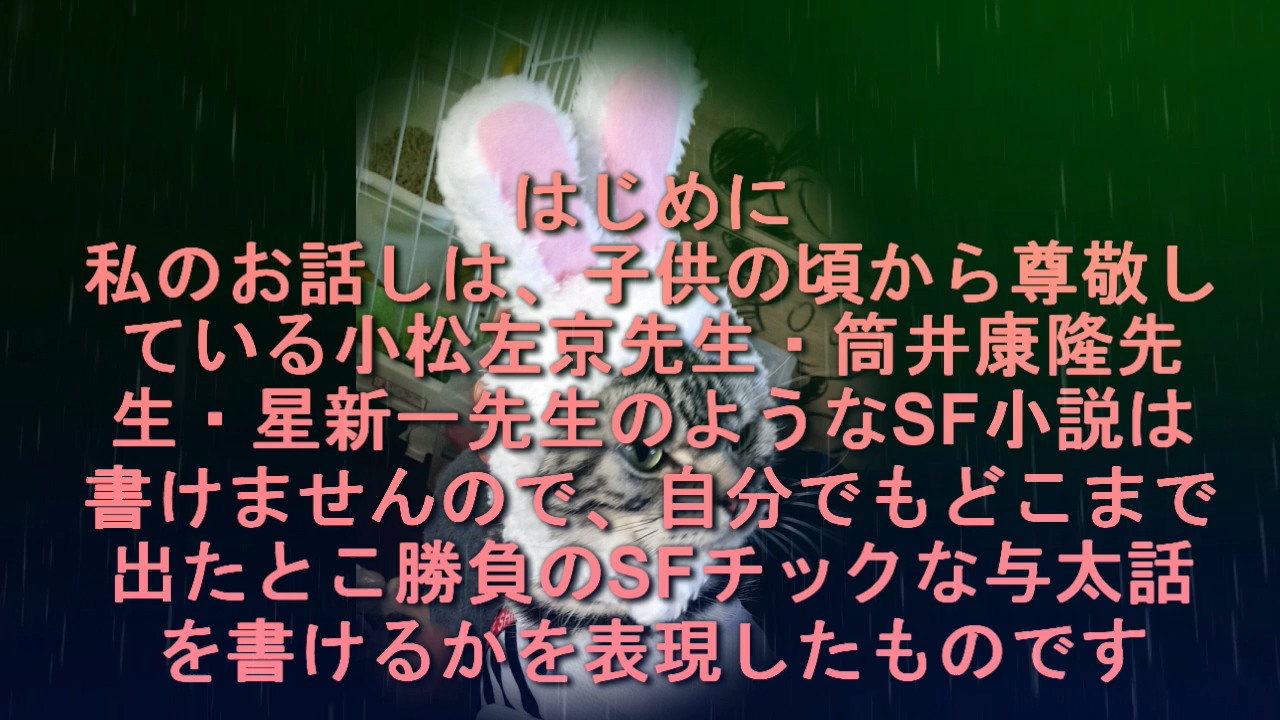 はじめに
私のお話しは、子供の頃から尊敬し
ている小松左京先生・筒井康隆先
生・星新一先生のようなSF小説は
書けませんので、自分でもどこまで
出たとこ勝負のSFチックな与太話
を書けるかを表現したものです